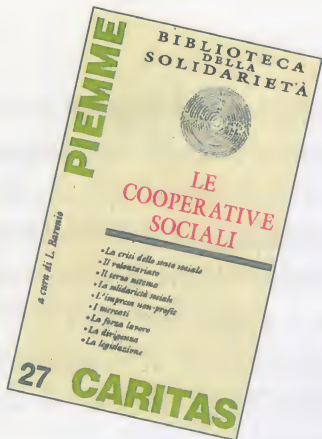 BIBLIOTECA
DELLA
SOLIDARIETÀ
PIEMME
LE
COOPERATIVE
SOCIALI
a cura di L. Baronio
•La crisi dello stato sociale
•Il volontariato
•Il terzo sistema
•La solidarietà sociale
•L'impresa non-profit
•I mercati
•La forza lavoro
•La dirigenza
•La legislazione
27
CARITAS